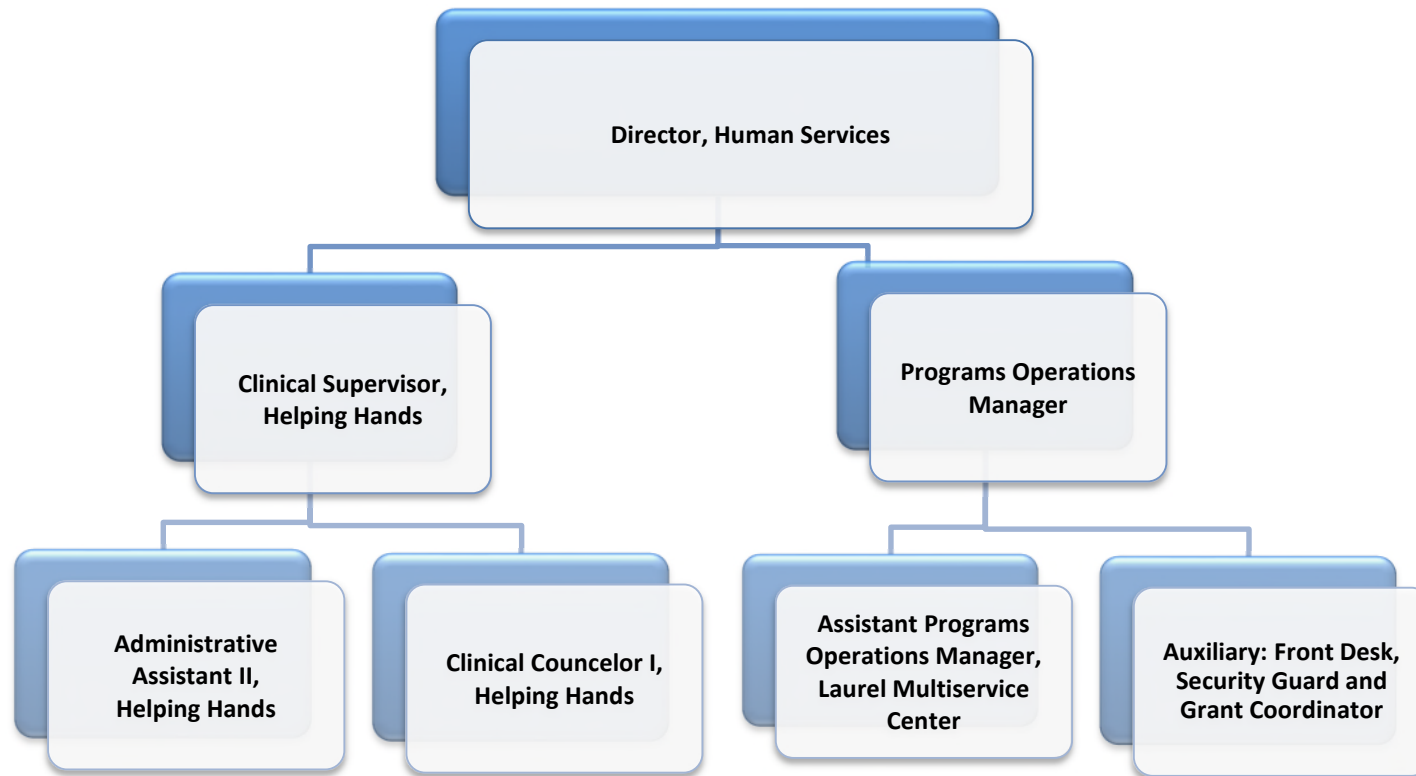 Director, Human Services
Clinical Supervisor,
Helping Hands
Programs Operations
Manager
Administrative
Assistant II,
Helping Hands
Clinical Councelor I,
Helping Hands
Assistant Programs
Operations Manager,
Laurel Multiservice
Center
Auxiliary: Front Desk,
Security Guard and
Grant Coordinator